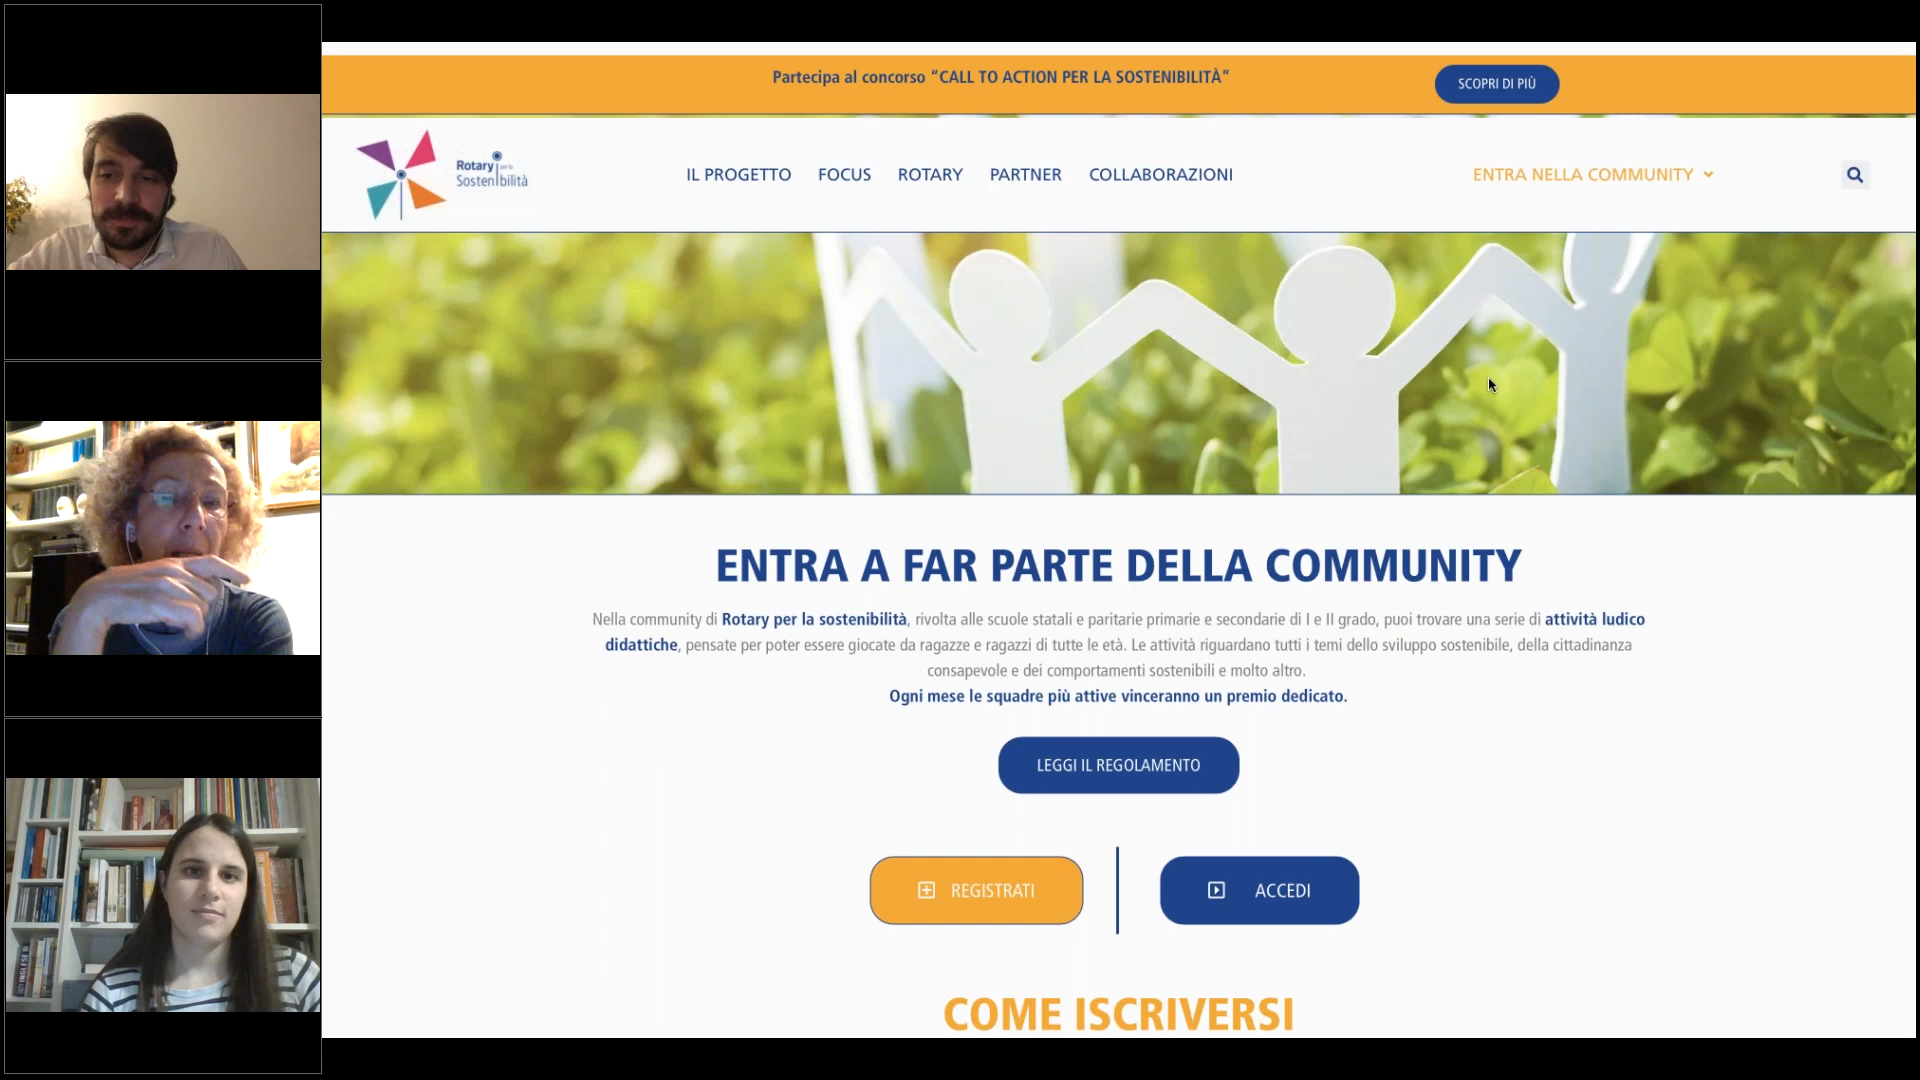 Partecipa al concorso “CALL TO ACTION PER LA SOSTENIBILITÀ”
SCOPRI DI PIÙ
Rotary per la
Sostenibilità
IL PROGETTO FOCUS ROTARY PARTNER COLLABORAZIONI
ENTRA NELLA COMMUNITY
ENTRA A FAR PARTE DELLA COMMUNITY
Nella community di Rotary per la sostenibilità, rivolta alle scuole statali e paritarie primarie e secondarie di I e II grado, puoi trovare una serie di attività ludico
didattiche, pensate per poter essere giocate da ragazze e ragazzi di tutte le età. Le attività riguardano tutti i temi dello sviluppo sostenibile, della cittadinanza
consapevole e dei comportamenti sostenibili e molto altro.
Ogni mese le squadre più attive vinceranno un premio dedicato.
LEGGI IL REGOLAMENTO
REGISTRATI
ACCEDI
COME ISCRIVERSI
INGLESE